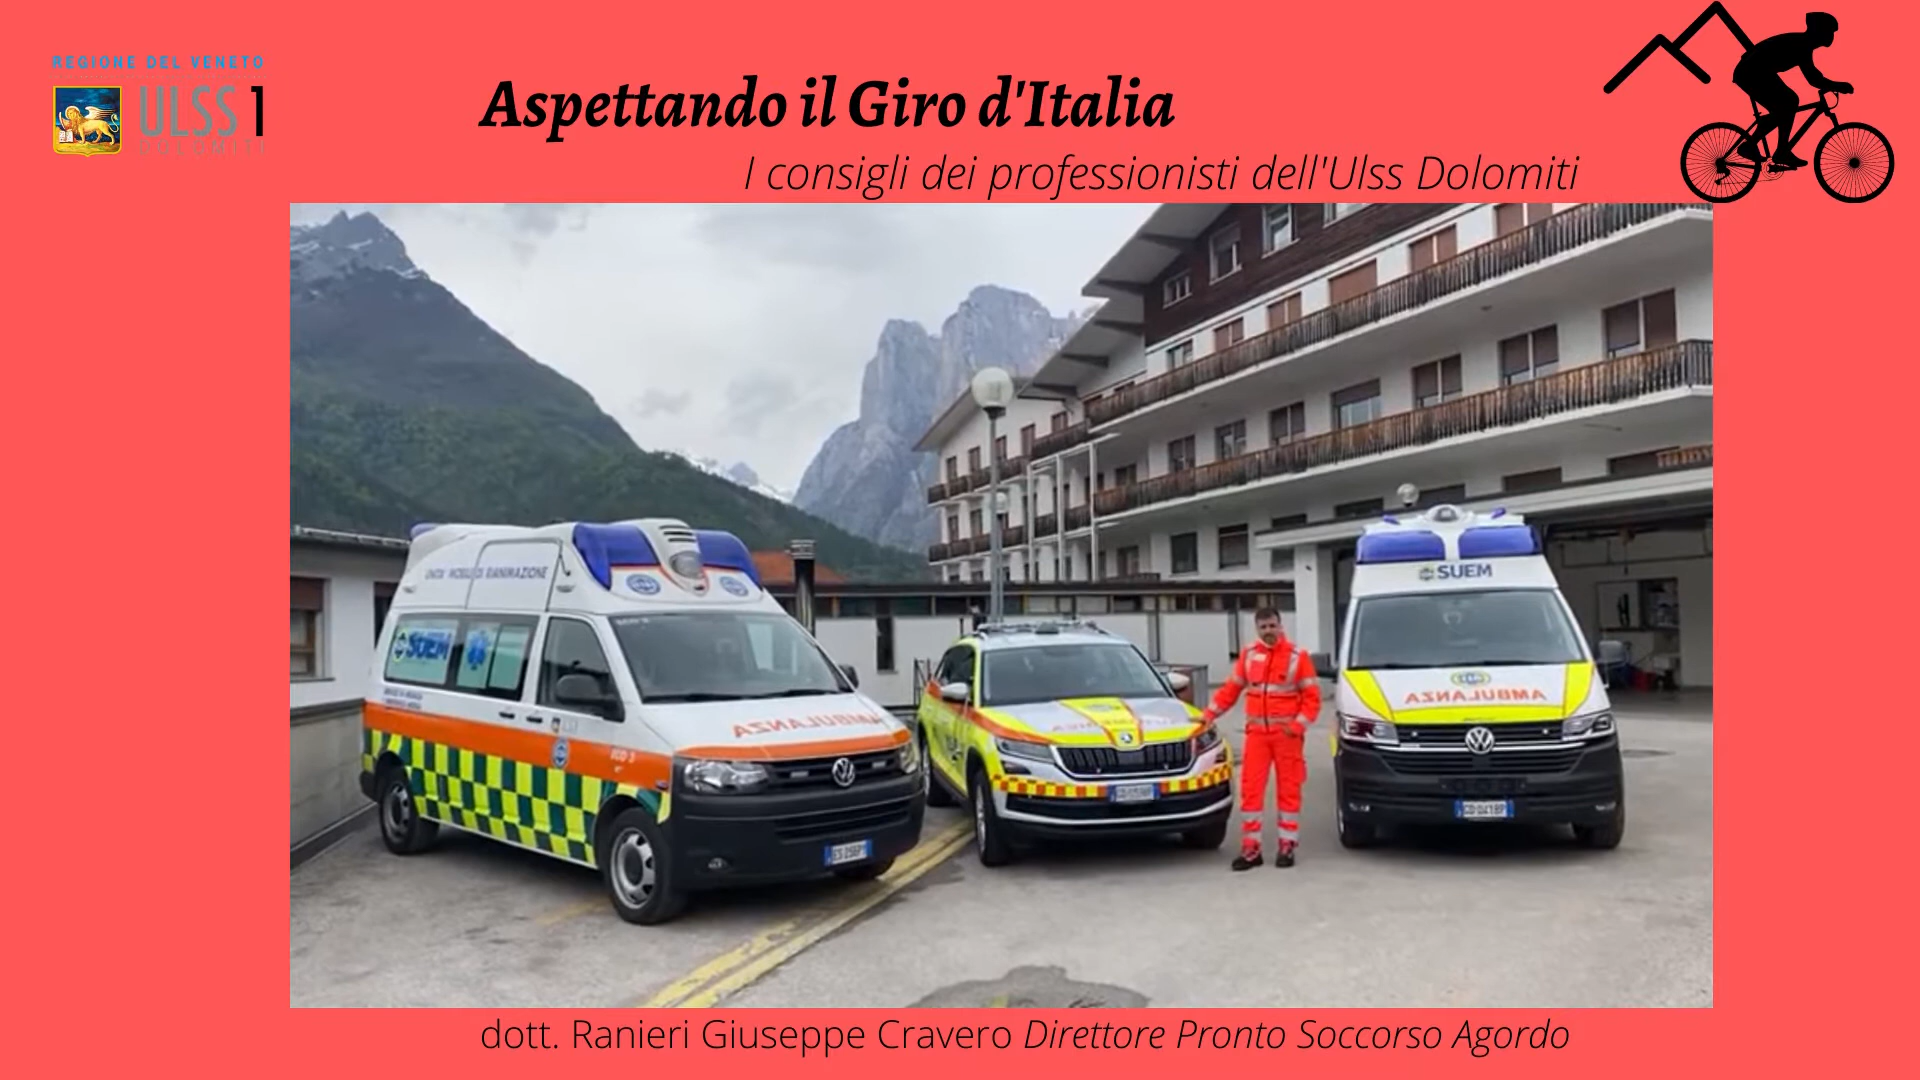 REGIONE DEL VENETO
ULSS 1
DOLOMITI
Aspettando il Giro d'Italia
I consigli dei professionisti dell'Ulss Dolomiti
UNITA' MOBILE DI RIANIMAZIONE
SUEM
SUEM
AMBULANZA
AMBULANZA
dott. Ranieri Giuseppe Cravero Direttore Pronto Soccorso Agordo